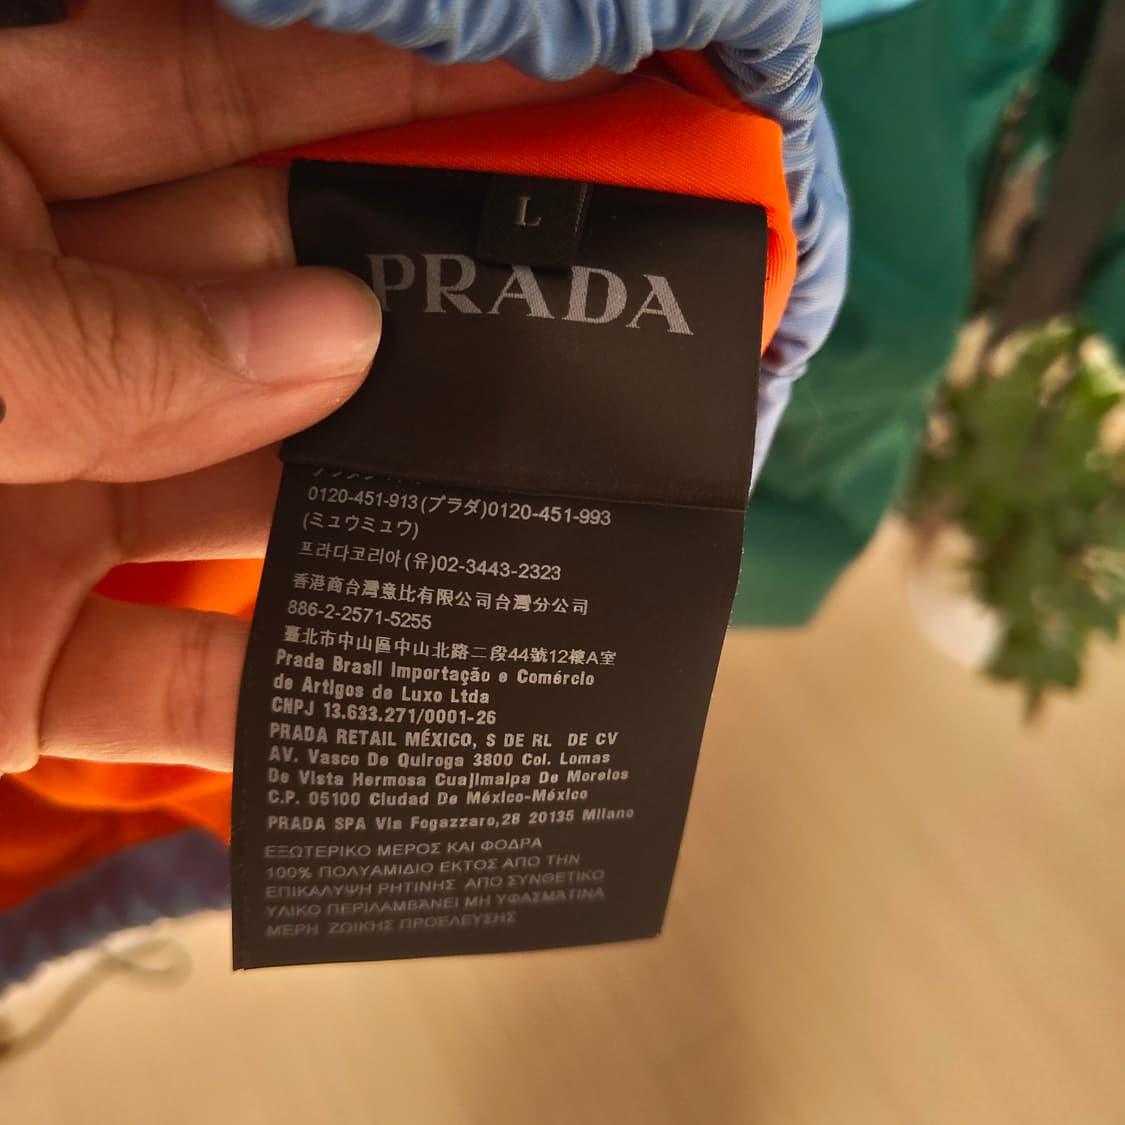 L
PRADA
0120-451-913(プラダ)0120-451-993
(ミュウミュウ)
프라다코리아(유)02-3443-2323
香港商台灣意比有限公司台灣分公司
886-2-2571-5255
臺北市中山區中山北路二段44號12樓A室
Prada Brasil Importação e Comércio
de Artigos de Luxo Ltda
CNPJ 13.633.271/0001-26
PRADA RETAIL MÉXICO, S DE RL DE CV
AV. Vasco De Quiroga 3800 Col. Lomas
De Vista Hermosa Cuajimalpa De Morelos
C.P. 05100 Ciudad De México-México
PRADA SPA Via Fogazzaro,28 20135 Milano
ΕΞΩΤΕΡΙΚΟ ΜΕΡΟΣ ΚΑΙ ΦΟΔΡΑ
100% ΠΟΛΥΑΜΙΔΙΟ ΕΚΤΟΣ ΑΠΟ ΤΗΝ
ΕΠΙΚΑΛΥΨΗ ΡΗΤΙΝΗΣ ΑΠΟ ΣΥΝΘΕΤΙΚΟ
ΥΛΙΚΟ ΠΕΡΙΛΑΜΒΑΝΕΙ ΜΗ ΥΦΑΣΜΑΤΙΝΑ
ΜΕΡΗ ΖΩΙΚΗΣ ΠΡΟΕΛΕΥΣΗΣ